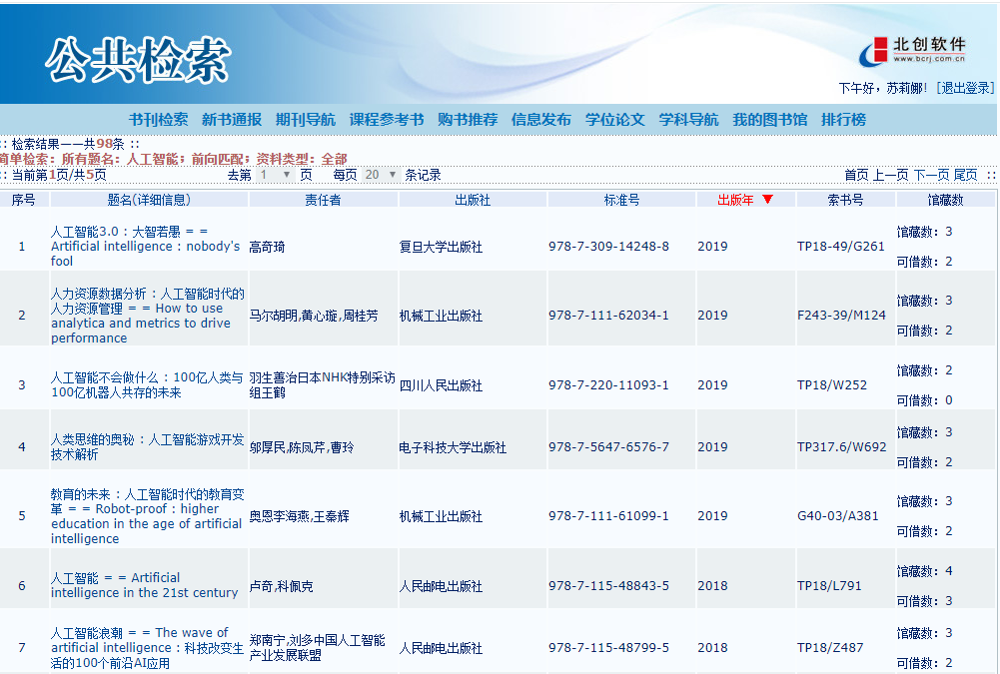 公共检索
北创软件
www.bcrj.com.cn
下午好，苏莉娜! [退出登录]
书刊检索 新书通报 期刊导航 课程参考书 购书推荐 信息发布 学位论文 学科导航 我的图书馆 排行榜
:: 检索结果——共98条 ::
简单检索：所有题名：人工智能；前向匹配；资料类型：全部
:: 当前第1页/共5页 去第 1 ▼ 页 每页 20 ▼ 条记录 首页 上一页 下一页 尾页 ::
序号 题名(详细信息) 责任者 出版社 标准号 出版年 ▼ 索书号 馆藏数
1
人工智能3.0：大智若愚 = =
Artificial intelligence : nobody's
fool
高奇琦
复旦大学出版社
978-7-309-14248-8
2019
TP18-49/G261
馆藏数：3
可借数：2
2
人力资源数据分析：人工智能时代的
人力资源管理 = = How to use
analytica and metrics to drive
performance
马尔胡明,黄心璇,周桂芳
机械工业出版社
978-7-111-62034-1
2019
F243-39/M124
馆藏数：3
可借数：2
3
人工智能不会做什么：100亿人类与
100亿机器人共存的未来
羽生善治日本NHK特别采访
组王鹤
四川人民出版社
978-7-220-11093-1
2019
TP18/W252
馆藏数：2
可借数：0
4
人类思维的奥秘：人工智能游戏开发
技术解析
邬厚民,陈凤芹,曹玲
电子科技大学出版社
978-7-5647-6576-7
2019
TP317.6/W692
馆藏数：3
可借数：2
5
教育的未来：人工智能时代的教育变
革 = = Robot-proof : higher
education in the age of artificial
intelligence
奥恩李海燕,王秦辉
机械工业出版社
978-7-111-61099-1
2019
G40-03/A381
馆藏数：3
可借数：2
6
人工智能 = = Artificial
intelligence in the 21st century
卢奇,科佩克
人民邮电出版社
978-7-115-48843-5
2018
TP18/L791
馆藏数：4
可借数：3
7
人工智能浪潮 = = The wave of
artificial intelligence : 科技改变生
活的100个前沿AI应用
郑南宁,刘多中国人工智能
产业发展联盟
人民邮电出版社
978-7-115-48799-5
2018
TP18/Z487
馆藏数：3
可借数：2